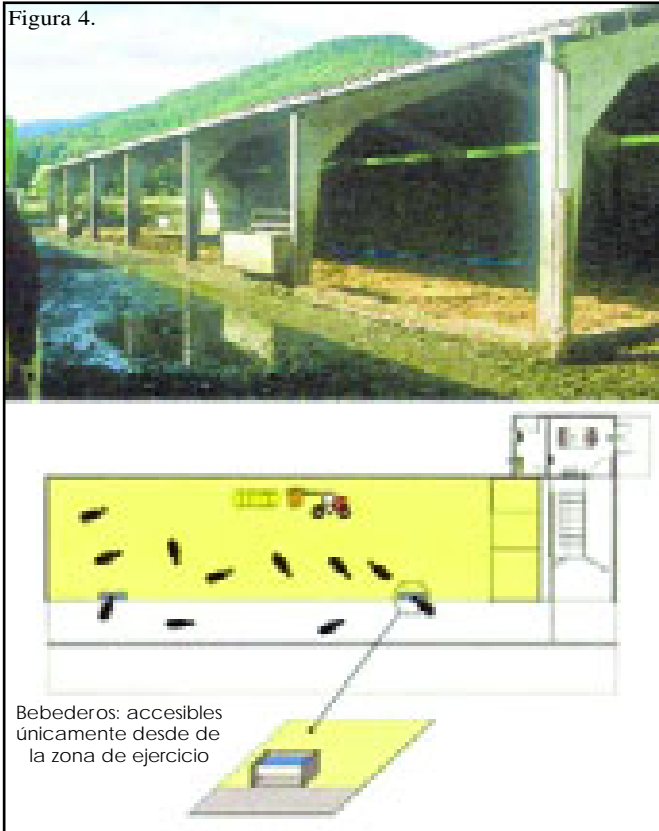 Figura 4.
Bebederos: accesibles
únicamente desde de
la zona de ejercicio